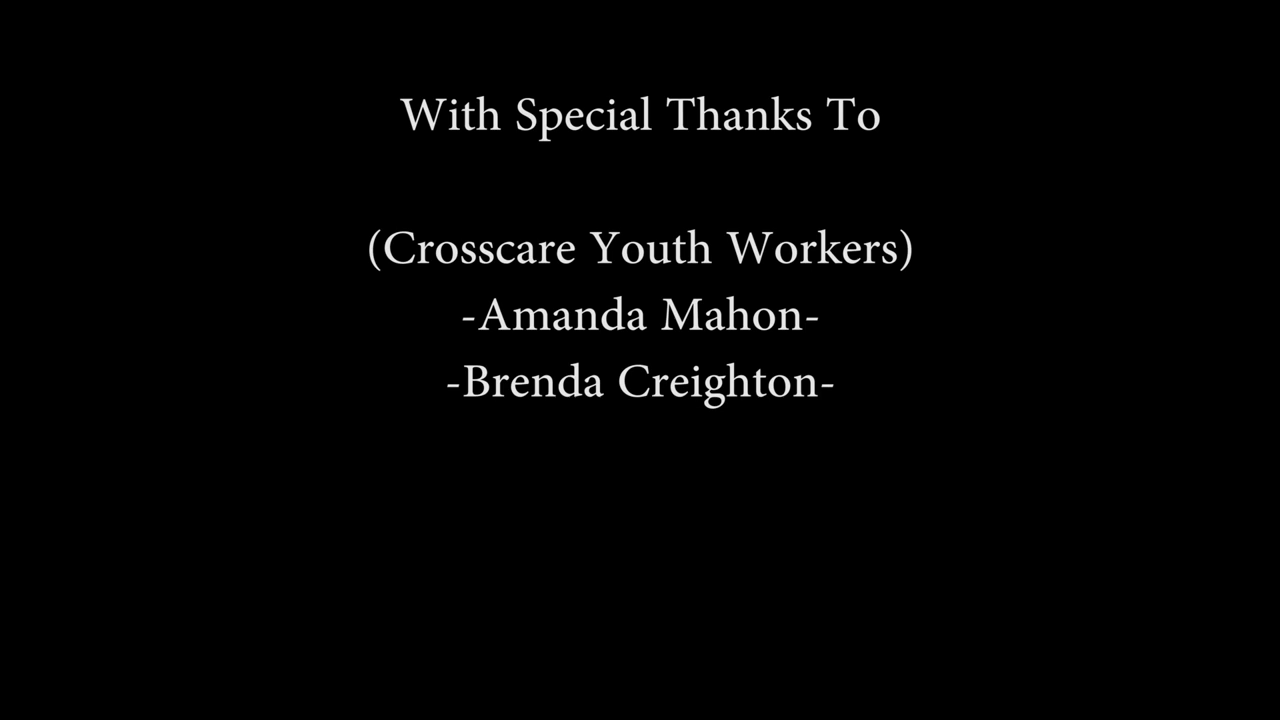 With Special Thanks To
(Crosscare Youth Workers)
-Amanda Mahon-
-Brenda Creighton-